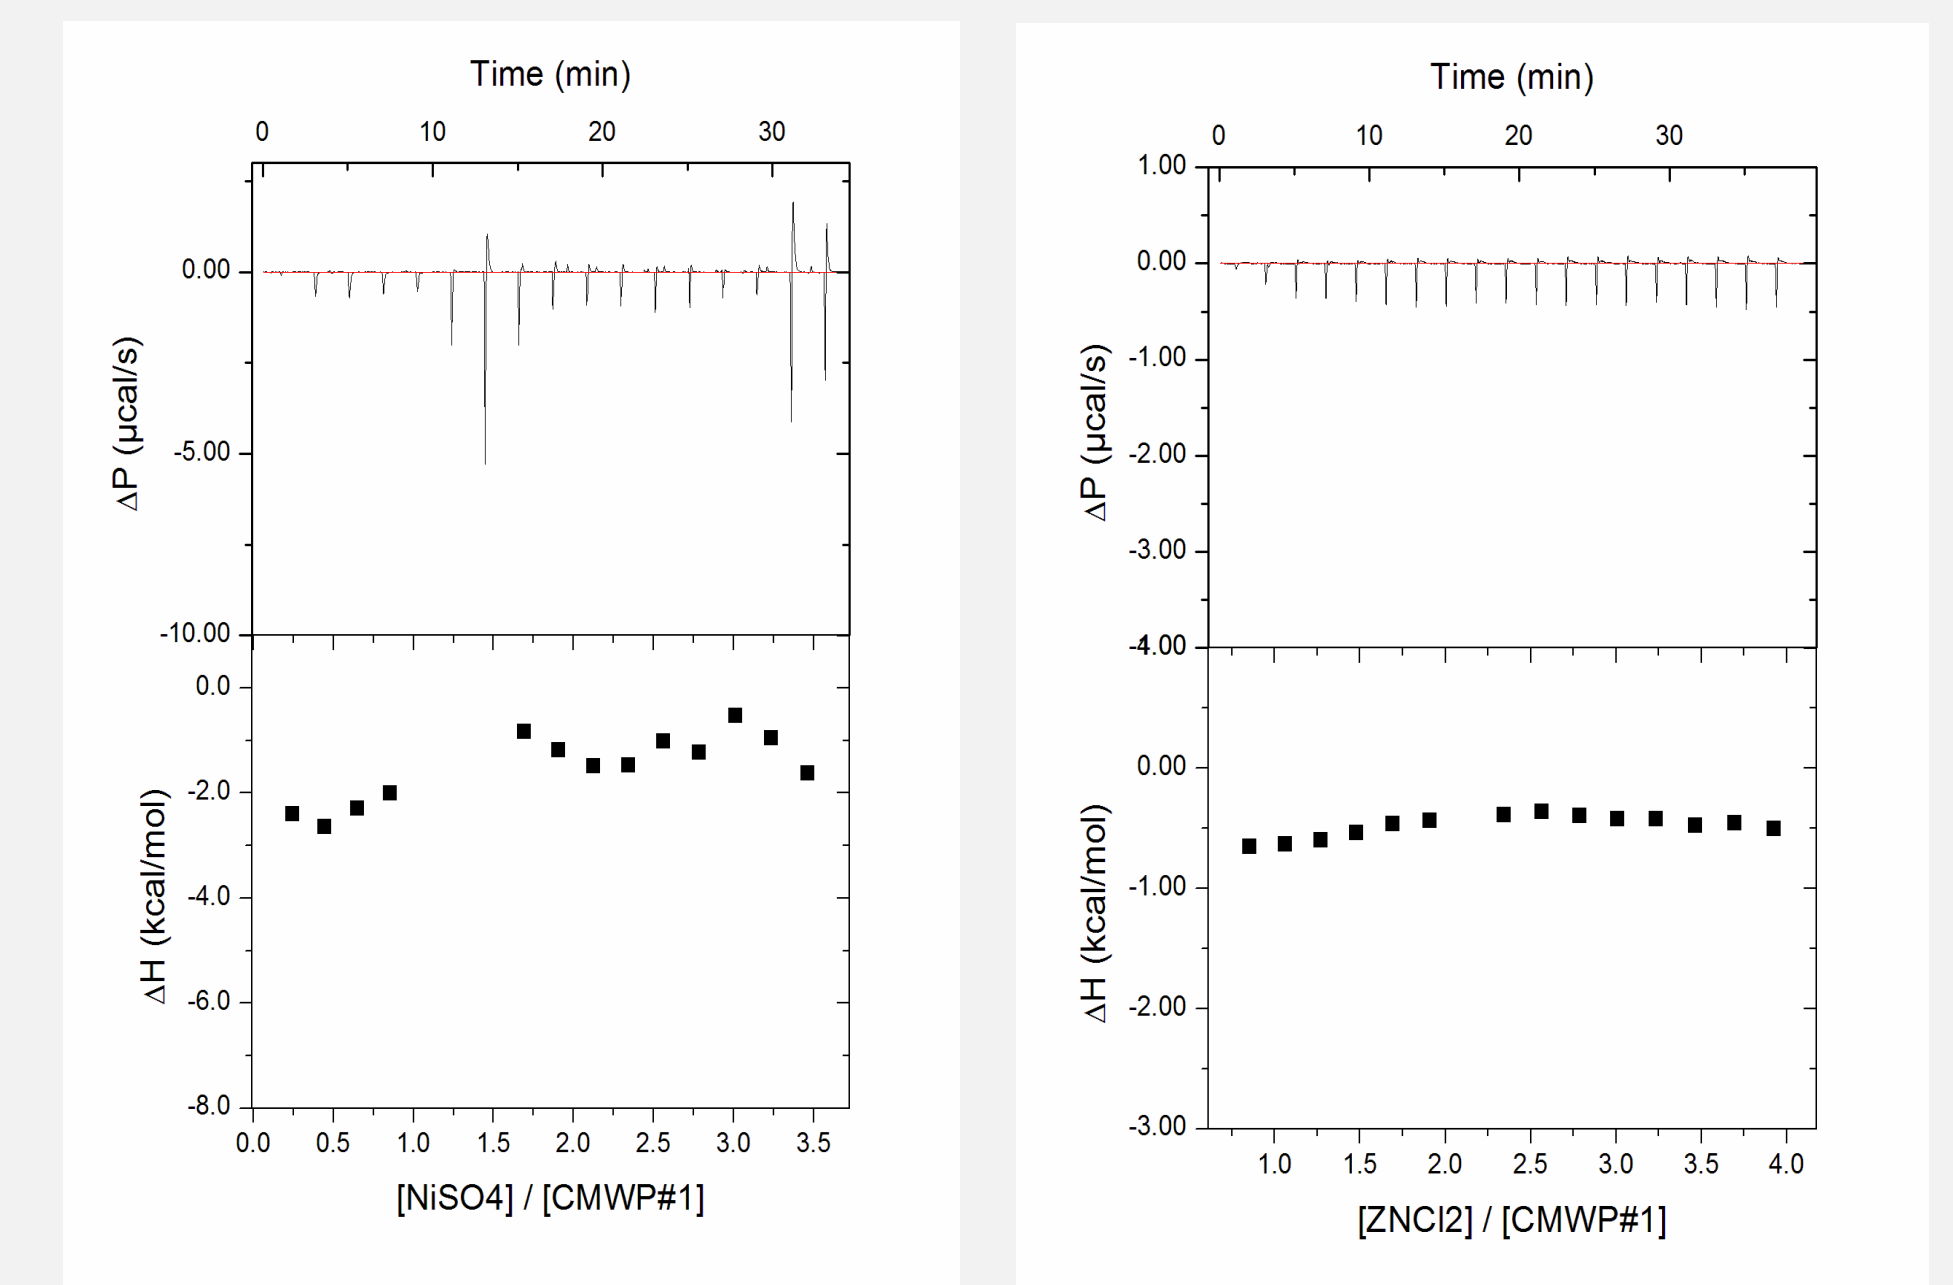 Time (min)
0 10 20 30
0.00
-5.00
-10.00
ΔP (µcal/s)
0.0
-2.0
-4.0
-6.0
-8.0
ΔH (kcal/mol)
0.0 0.5 1.0 1.5 2.0 2.5 3.0 3.5
[NiSO4] / [CMWP#1]
Time (min)
0 10 20 30
1.00
0.00
-1.00
-2.00
-3.00
-4.00
ΔP (µcal/s)
0.00
-1.00
-2.00
-3.00
ΔH (kcal/mol)
1.0 1.5 2.0 2.5 3.0 3.5 4.0
[ZNCl2] / [CMWP#1]